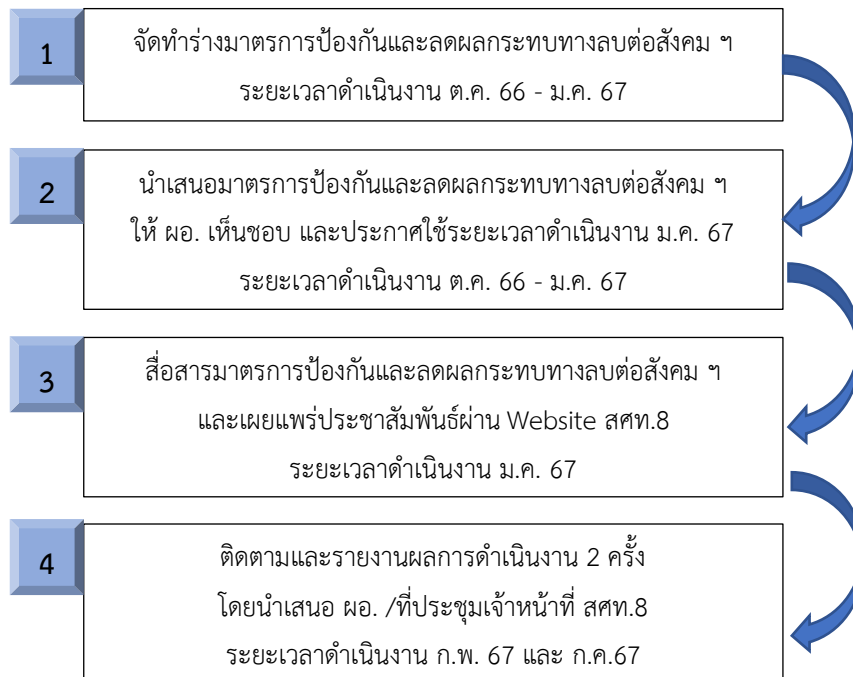 1
จัดทำร่างมาตรการป้องกันและลดผลกระทบทางลบต่อสังคม ฯ
ระยะเวลาดำเนินงาน ต.ค. 66 - ม.ค. 67
2
นำเสนอมาตรการป้องกันและลดผลกระทบทางลบต่อสังคม ฯ
ให้ ผอ. เห็นชอบ และประกาศใช้ระยะเวลาดำเนินงาน ม.ค. 67
ระยะเวลาดำเนินงาน ต.ค. 66 - ม.ค. 67
3
สื่อสารมาตรการป้องกันและลดผลกระทบทางลบต่อสังคม ฯ
และเผยแพร่ประชาสัมพันธ์ผ่าน Website สศท.8
ระยะเวลาดำเนินงาน ม.ค. 67
4
ติดตามและรายงานผลการดำเนินงาน 2 ครั้ง
โดยนำเสนอ ผอ. /ที่ประชุมเจ้าหน้าที่ สศท.8
ระยะเวลาดำเนินงาน ก.พ. 67 และ ก.ค.67